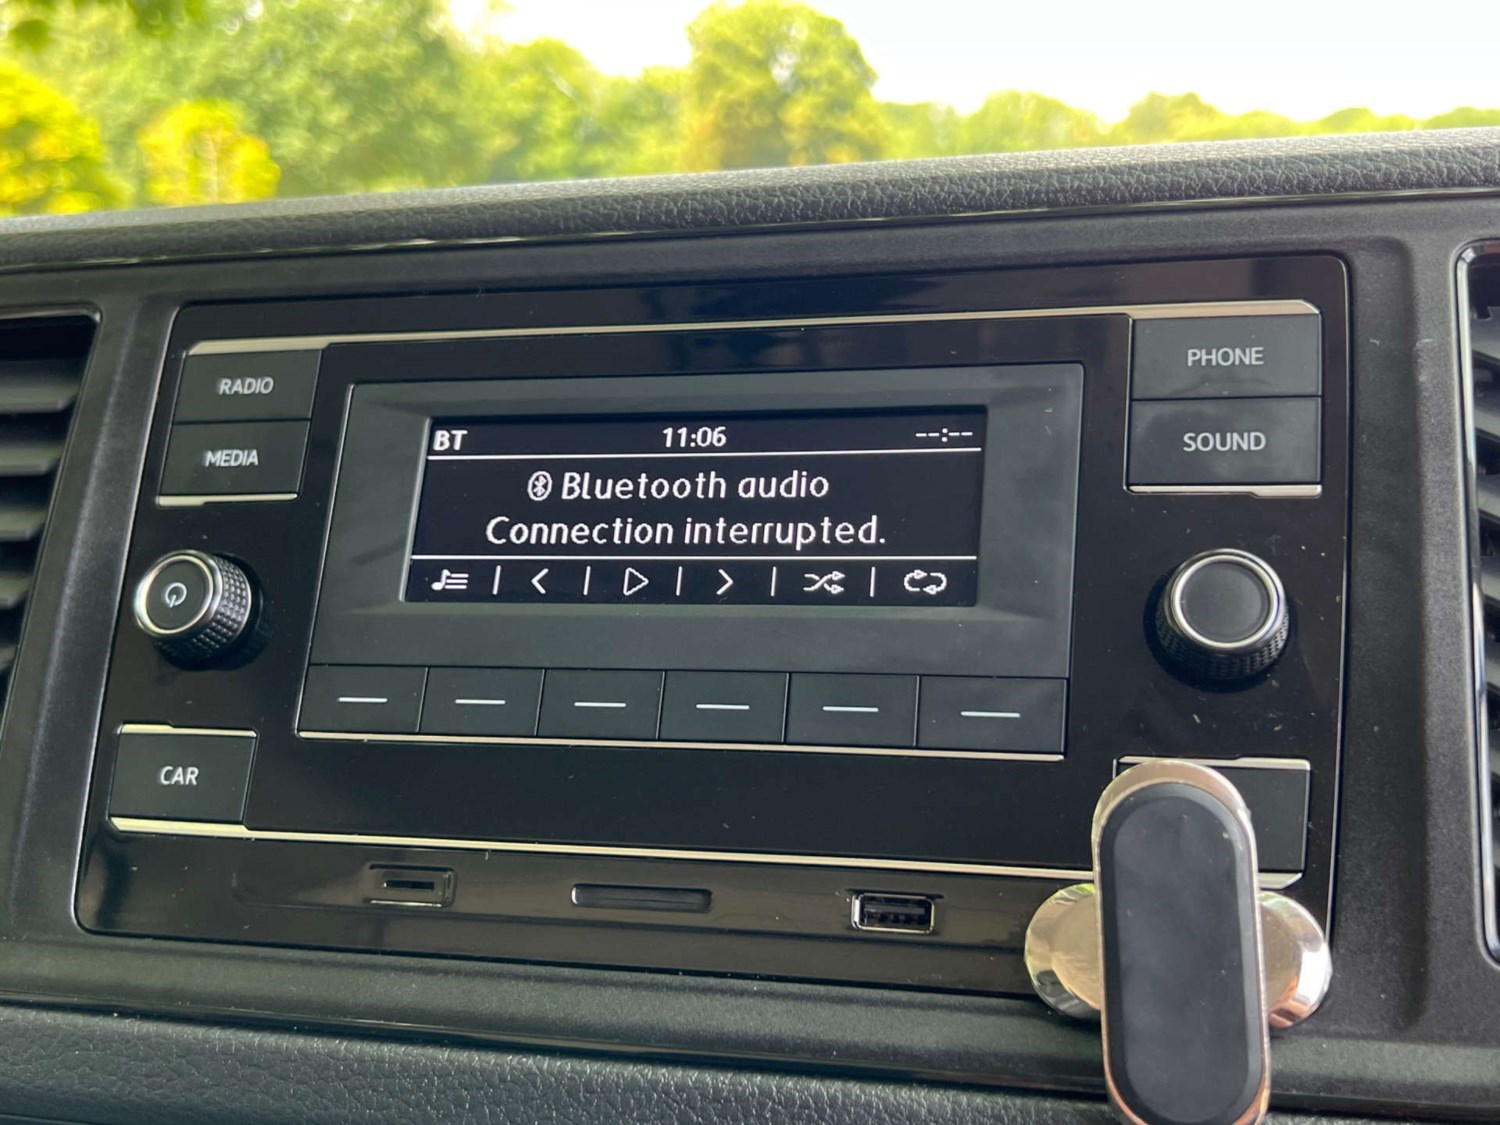 RADIO
MEDIA
BT 11:06 --:--
Bluetooth audio
Connection interrupted.
PHONE
SOUND
CAR